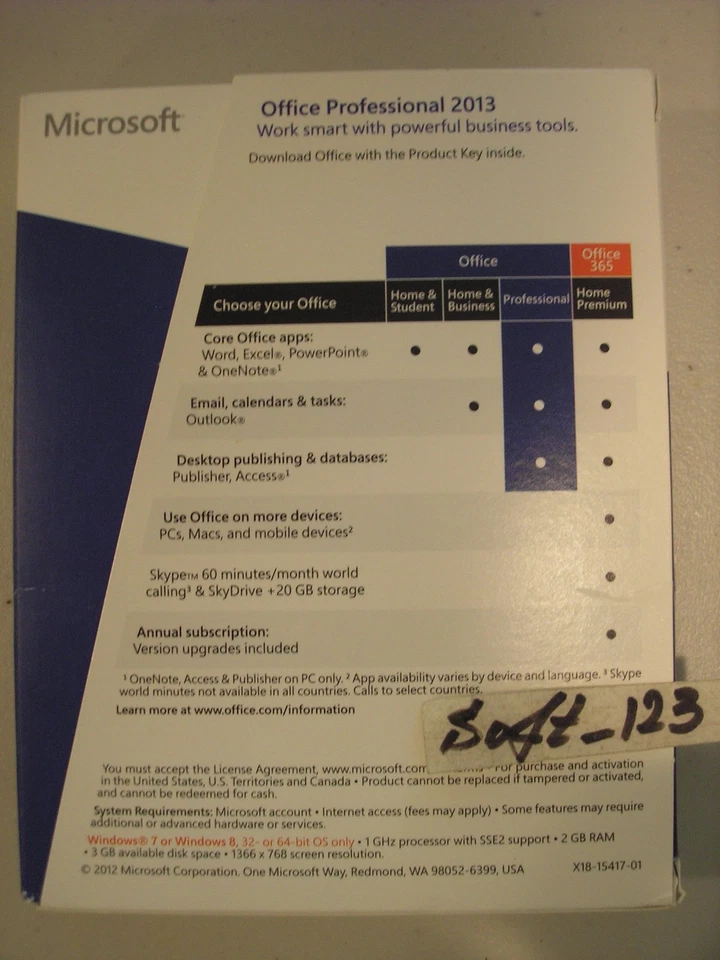 Microsoft
Office Professional 2013
Work smart with powerful business tools.
Download Office with the Product Key inside.
Office
Office 365
Choose your Office
Home & Student
Home & Business
Professional
Home Premium
Core Office apps:
Word, Excel®, PowerPoint®
& OneNote®¹
Email, calendars & tasks:
Outlook®
Desktop publishing & databases:
Publisher, Access®¹
Use Office on more devices:
PCs, Macs, and mobile devices²
Skype™ 60 minutes/month world
calling³ & SkyDrive +20 GB storage
Annual subscription:
Version upgrades included
¹ OneNote, Access & Publisher on PC only. ² App availability varies by device and language. ³ Skype
world minutes not available in all countries. Calls to select countries.
Learn more at www.office.com/information
Soft_123
You must accept the License Agreement, www.microsoft.com • For purchase and activation
in the United States, U.S. Territories and Canada • Product cannot be replaced if tampered or activated,
and cannot be redeemed for cash.
System Requirements: Microsoft account • Internet access (fees may apply) • Some features may require
additional or advanced hardware or services.
Windows® 7 or Windows 8, 32- or 64-bit OS only • 1 GHz processor with SSE2 support • 2 GB RAM
• 3 GB available disk space • 1366 x 768 screen resolution.
© 2012 Microsoft Corporation. One Microsoft Way, Redmond, WA 98052-6399, USA
X18-15417-01